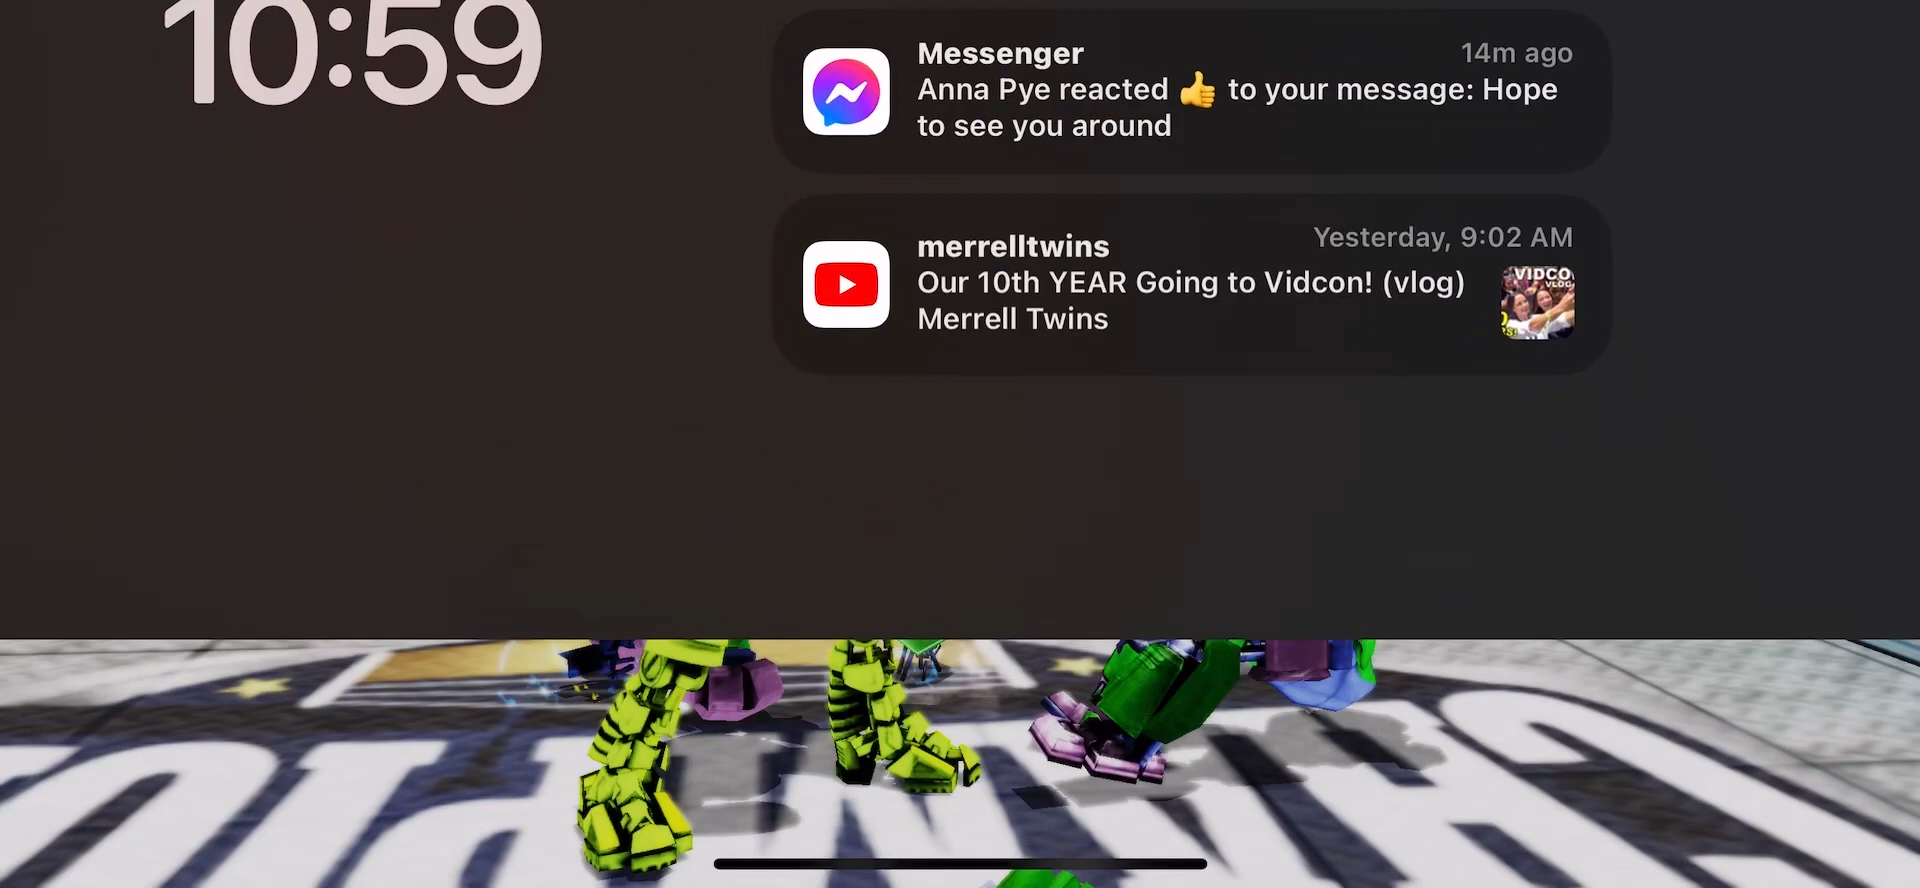 10:59
Messenger
14m ago
Anna Pye reacted 👍 to your message: Hope
to see you around
merrelltwins
Yesterday, 9:02 AM
Our 10th YEAR Going to Vidcon! (vlog)
Merrell Twins
VIDCO
VLOG